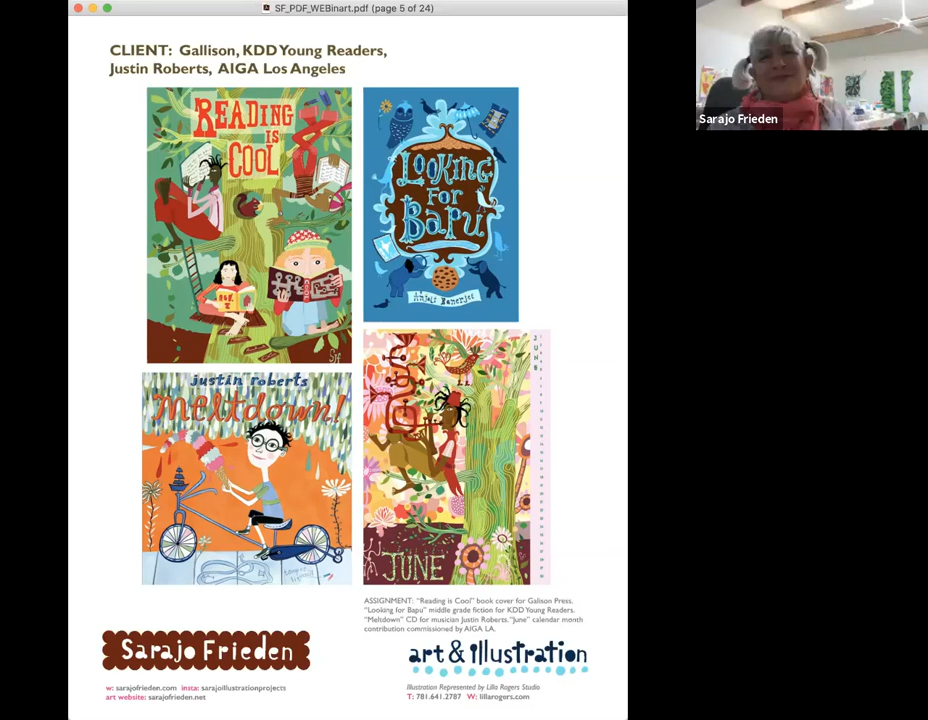 SF_PDF_WEBinart.pdf (page 5 of 24)
CLIENT: Gallison, KDD Young Readers,
Justin Roberts, AIGA Los Angeles
Sarajo Frieden
READING
IS
COOL
LOOKING
FOR
BAPU
Anjali Banerjee
justin roberts
Meltdown!
JUNE
JUNE
ASSIGNMENT: "Reading is Cool" book cover for Galison Press.
"Looking for Bapu" middle grade fiction for KDD Young Readers.
"Meltdown" CD for musician Justin Roberts. "June" calendar month
contribution commissioned by AIGA LA.
Sarajo Frieden
art & illustration
w: sarajofrieden.com insta: sarajoillustrationprojects
art website: sarajofrieden.net
Illustration Represented by Lilla Rogers Studio
T: 781.641.2787 W: lillarogers.com